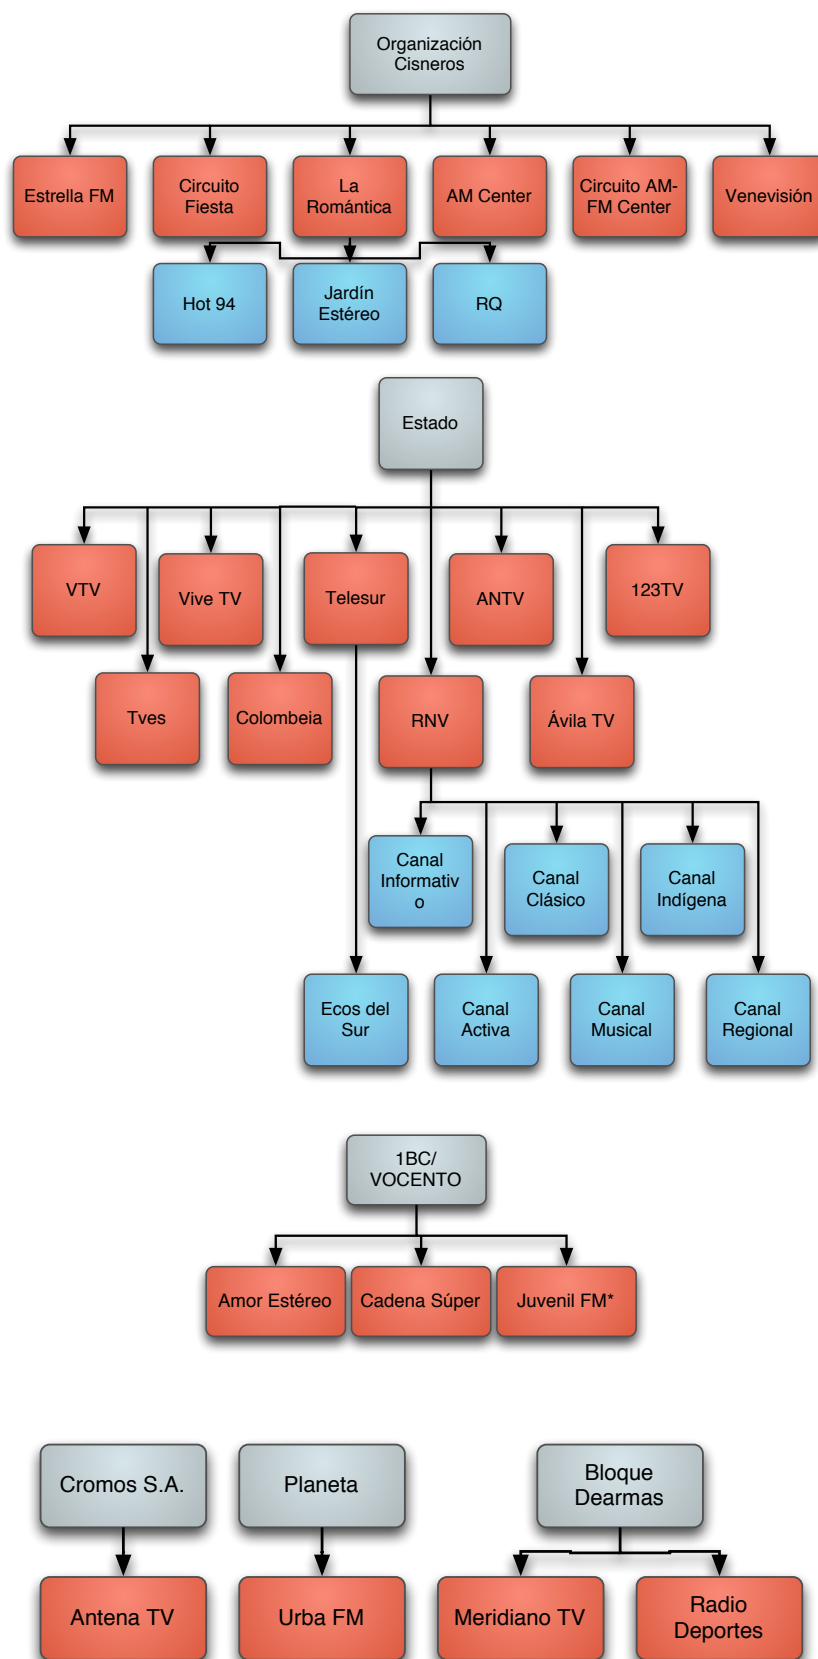 Organización
Cisneros
Estrella FM
Circuito
Fiesta
La
Romántica
AM Center
Circuito AM-
FM Center
Venevisión
Hot 94
Jardín
Estéreo
RQ
Estado
VTV
Vive TV
Telesur
ANTV
123TV
Tves
Colombeia
RNV
Ávila TV
Canal
Informativ
o
Canal
Clásico
Canal
Indígena
Ecos del
Sur
Canal
Activa
Canal
Musical
Canal
Regional
1BC/
VOCENTO
Amor Estéreo
Cadena Súper
Juvenil FM*
Cromos S.A.
Planeta
Bloque
Dearmas
Antena TV
Urba FM
Meridiano TV
Radio
Deportes